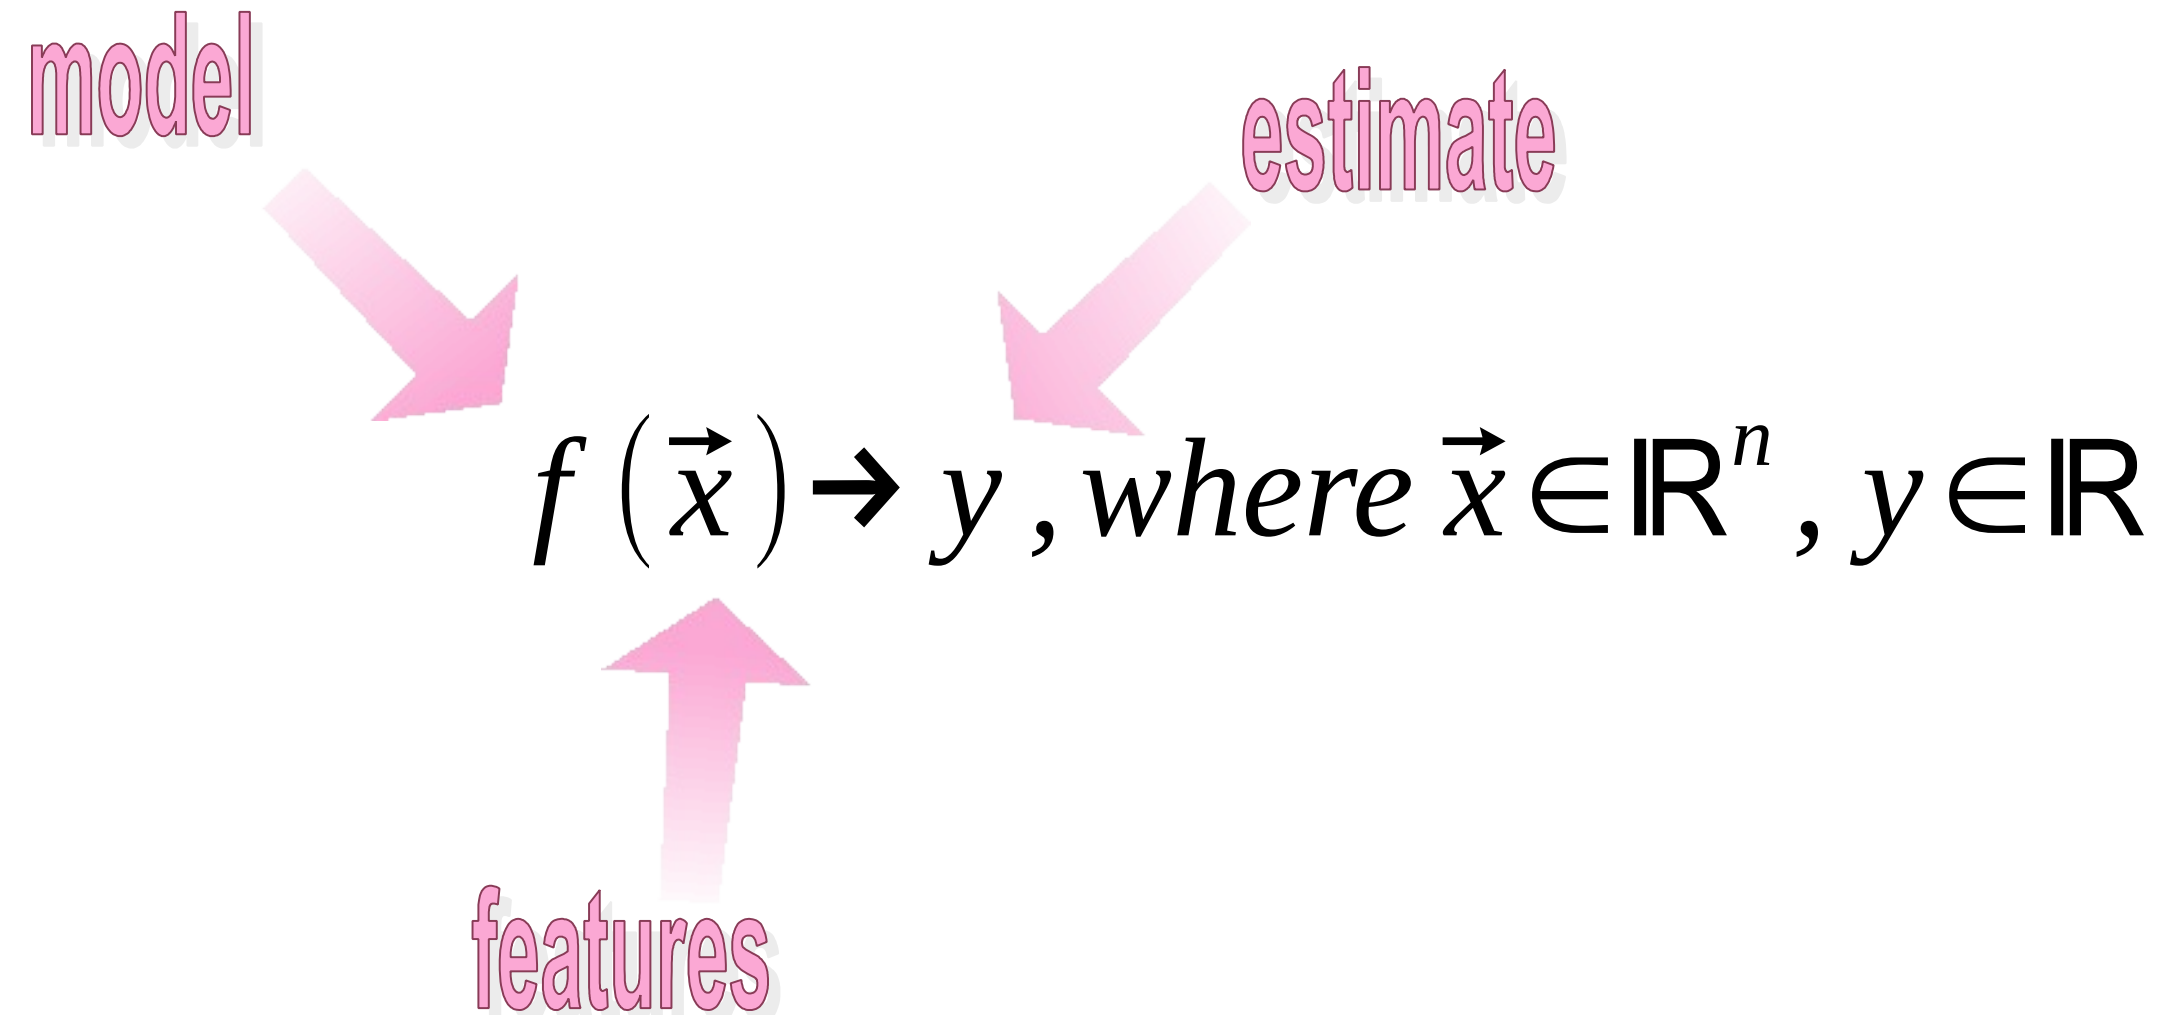 model
estimate
f(x⃗)→y, where x⃗∈ℝⁿ, y∈ℝ
features